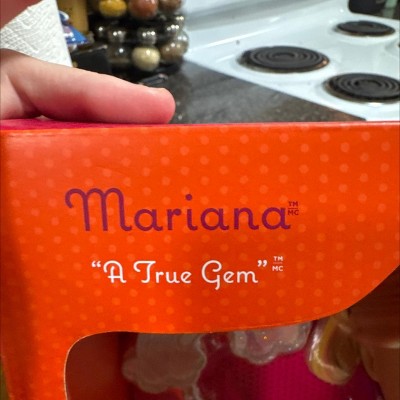 Mariana™ MC
“A True Gem”™ MC